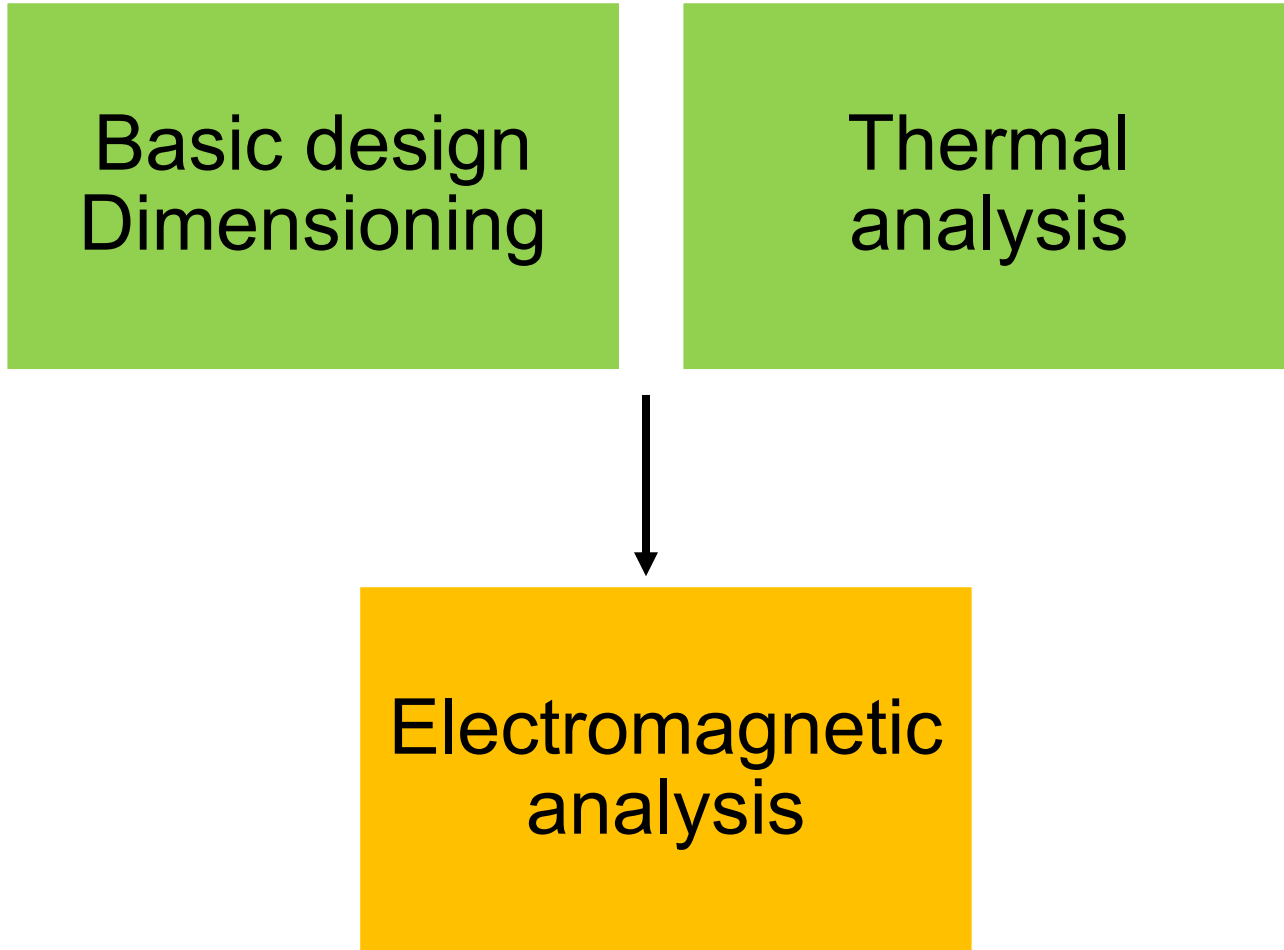 Basic design
Dimensioning
Thermal
analysis
Electromagnetic
analysis